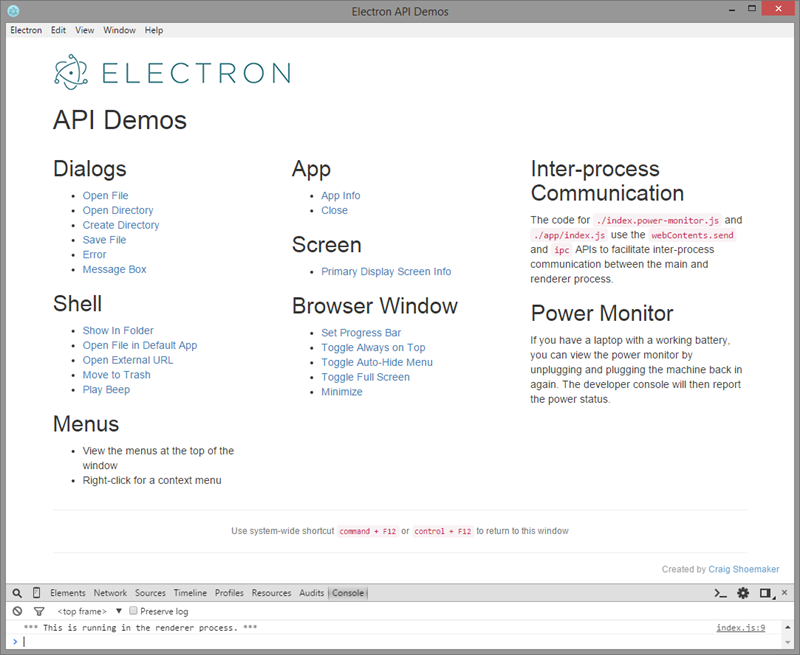 Electron API Demos
Electron Edit View Window Help
ELECTRON
API Demos
Dialogs
Open File
Open Directory
Create Directory
Save File
Error
Message Box
Shell
Show In Folder
Open File in Default App
Open External URL
Move to Trash
Play Beep
Menus
View the menus at the top of the
window
Right-click for a context menu
App
App Info
Close
Screen
Primary Display Screen Info
Browser Window
Set Progress Bar
Toggle Always on Top
Toggle Auto-Hide Menu
Toggle Full Screen
Minimize
Inter-process
Communication
The code for ./index.power-monitor.js and
./app/index.js use the webContents.send
and ipc APIs to facilitate inter-process
communication between the main and
renderer process.
Power Monitor
If you have a laptop with a working battery,
you can view the power monitor by
unplugging and plugging the machine back in
again. The developer console will then report
the power status.
Use system-wide shortcut command + F12 or control + F12 to return to this window
Created by Craig Shoemaker
Elements Network Sources Timeline Profiles Resources Audits Console
<top frame> Preserve log
*** This is running in the renderer process. *** index.js:9